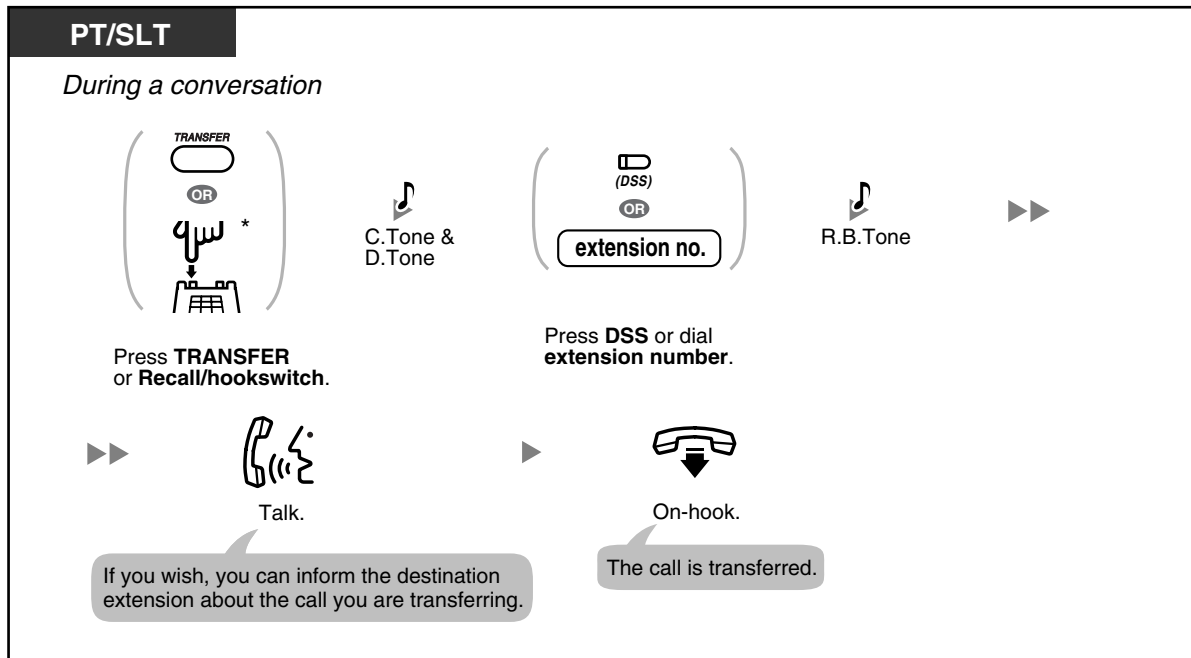 PT/SLT
During a conversation
TRANSFER
OR
*
C.Tone &
D.Tone
(DSS)
OR
extension no.
R.B.Tone
Press TRANSFER
or Recall/hookswitch.
Press DSS or dial
extension number.
Talk.
If you wish, you can inform the destination
extension about the call you are transferring.
On-hook.
The call is transferred.